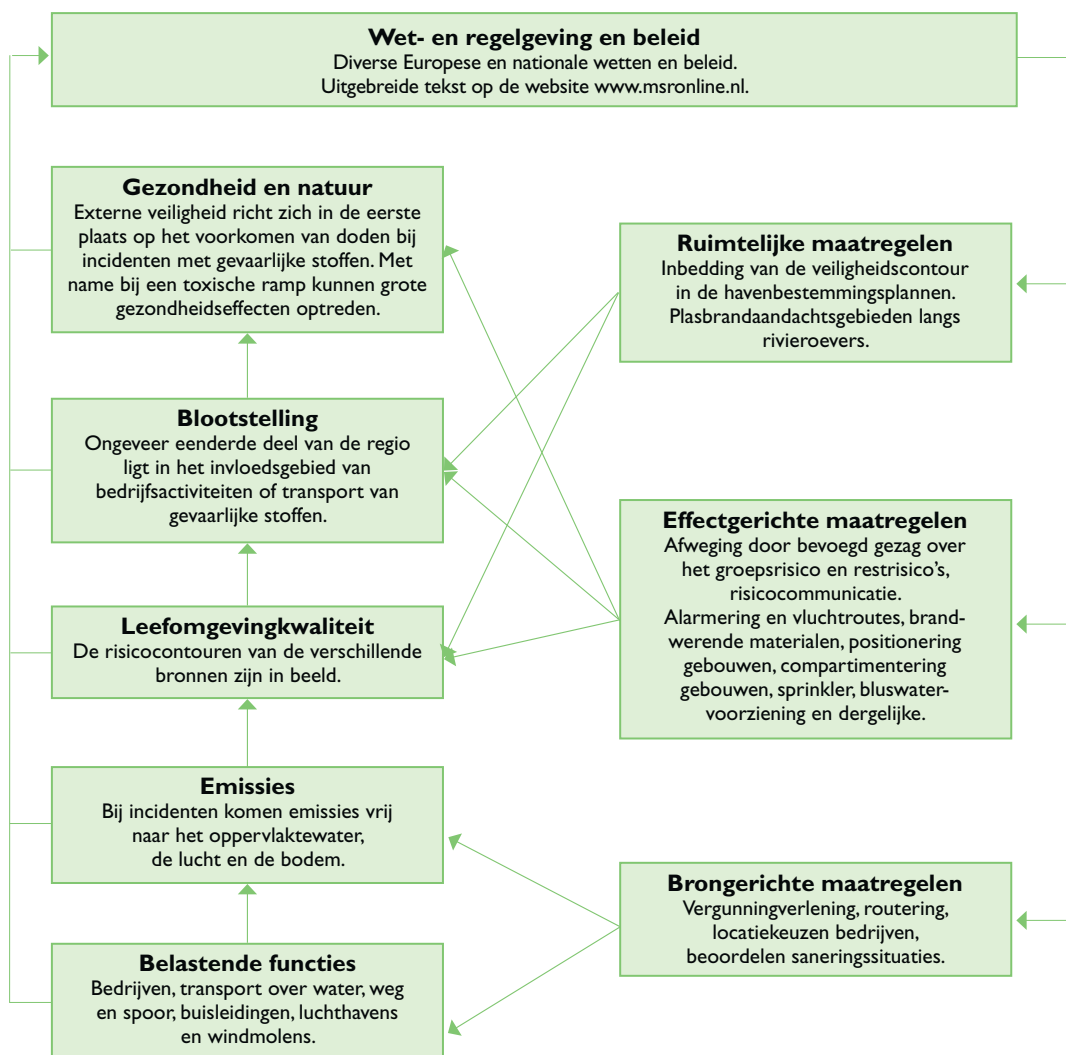 Wet- en regelgeving en beleid
Diverse Europese en nationale wetten en beleid.
Uitgebreide tekst op de website www.msronline.nl.
Gezondheid en natuur
Externe veiligheid richt zich in de eerste
plaats op het voorkomen van doden bij
incidenten met gevaarlijke stoffen. Met
name bij een toxische ramp kunnen grote
gezondheidseffecten optreden.
Blootstelling
Ongeveer eenderde deel van de regio
ligt in het invloedsgebied van
bedrijfsactiviteiten of transport van
gevaarlijke stoffen.
Leefomgevingkwaliteit
De risicocontouren van de verschillende
bronnen zijn in beeld.
Emissies
Bij incidenten komen emissies vrij
naar het oppervlaktewater,
de lucht en de bodem.
Belastende functies
Bedrijven, transport over water, weg
en spoor, buisleidingen, luchthavens
en windmolens.
Ruimtelijke maatregelen
Inbedding van de veiligheidscontour
in de havenbestemmingsplannen.
Plasbrandaandachtsgebieden langs
rivieroevers.
Effectgerichte maatregelen
Afweging door bevoegd gezag over
het groepsrisico en restrisico's,
risicocommunicatie.
Alarmering en vluchtroutes, brand-
werende materialen, positionering
gebouwen, compartimentering
gebouwen, sprinkler, bluswater-
voorziening en dergelijke.
Brongerichte maatregelen
Vergunningverlening, routering,
locatiekeuzen bedrijven,
beoordelen saneringssituaties.